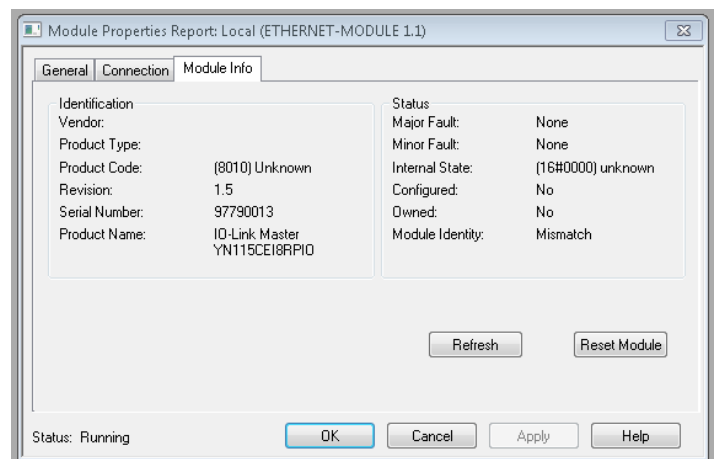 Module Properties Report: Local (ETHERNET-MODULE 1.1)
General Connection Module Info
Identification
Vendor:
Product Type:
Product Code: (8010) Unknown
Revision: 1.5
Serial Number: 97790013
Product Name: IO-Link Master
YN115CEI8RPIO
Status
Major Fault: None
Minor Fault: None
Internal State: (16#0000) unknown
Configured: No
Owned: No
Module Identity: Mismatch
Refresh Reset Module
Status: Running OK Cancel Apply Help